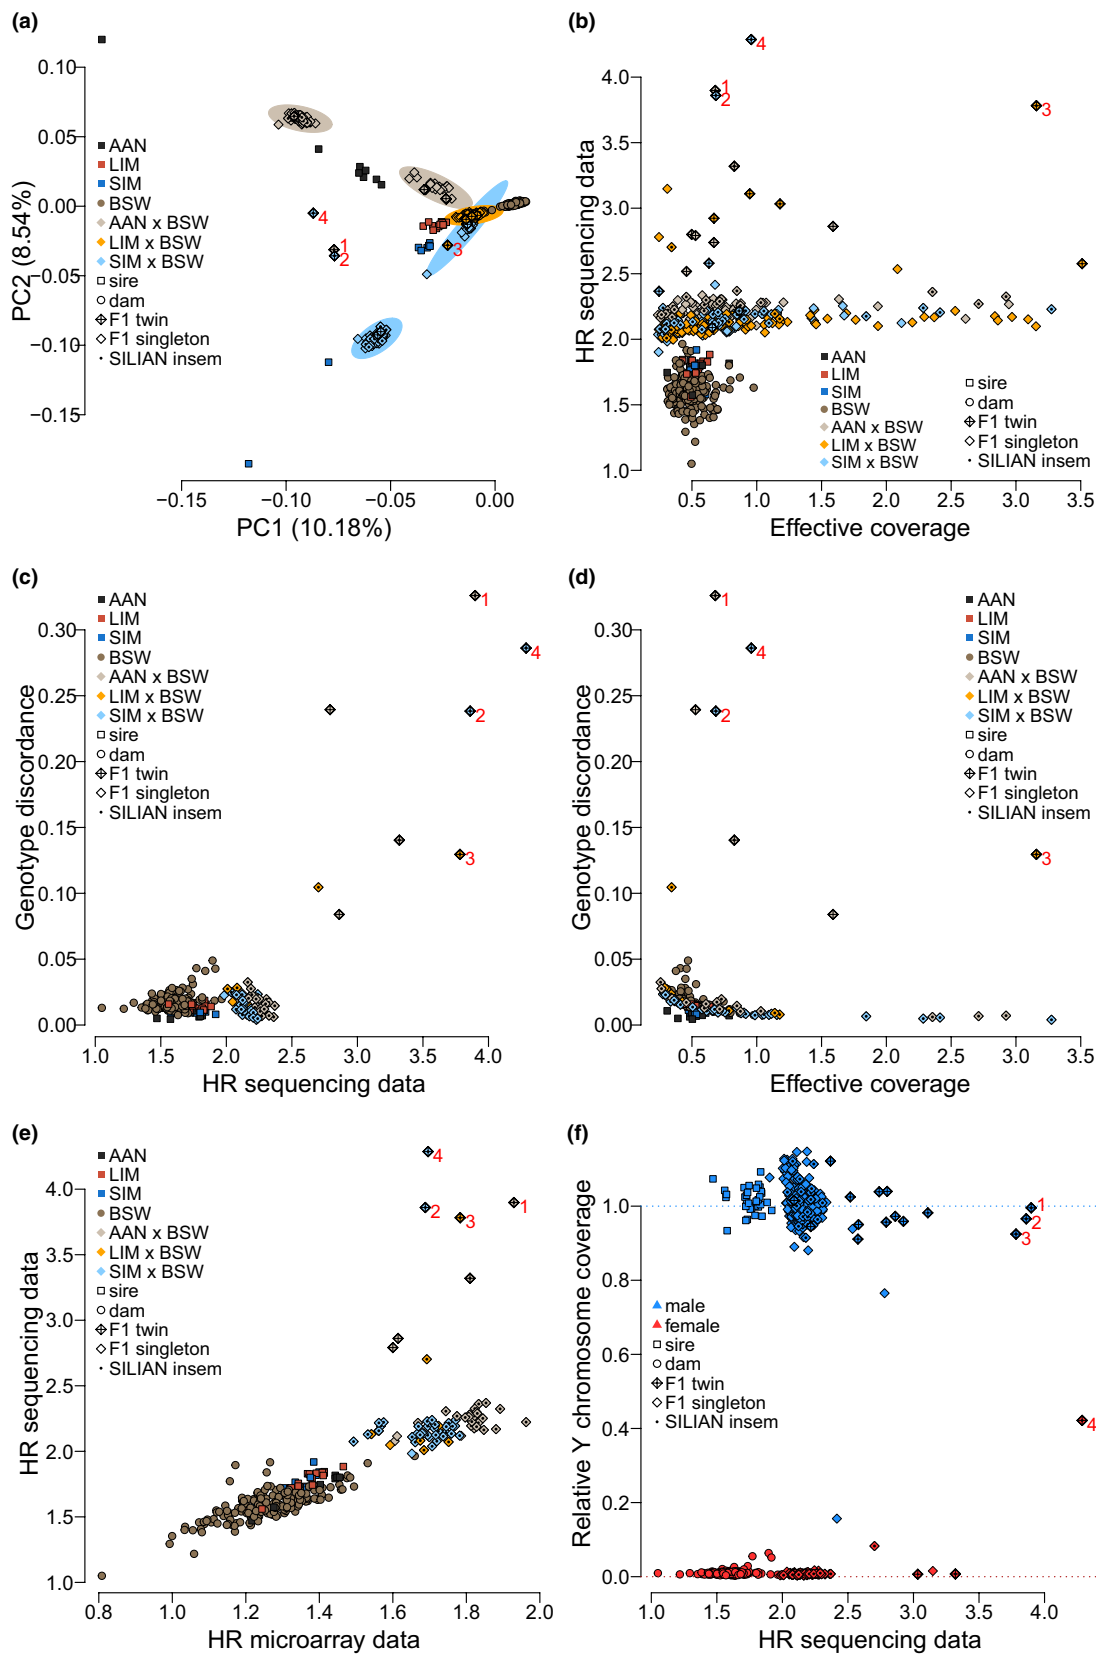 (a)
PC2 (8.54%)
0.10
0.05
0.00
−0.05
−0.10
−0.15
AAN
LIM
SIM
BSW
AAN x BSW
LIM x BSW
SIM x BSW
sire
dam
F1 twin
F1 singleton
SILIAN insem
4
1
2
3
−0.15
−0.10
−0.05
0.00
PC1 (10.18%)
(b)
HR sequencing data
4.0
3.5
3.0
2.5
2.0
1.5
1.0
4
1
2
3
AAN
LIM
SIM
BSW
AAN x BSW
LIM x BSW
SIM x BSW
sire
dam
F1 twin
F1 singleton
SILIAN insem
0.5
1.0
1.5
2.0
2.5
3.0
3.5
Effective coverage
(c)
Genotype discordance
0.30
0.25
0.20
0.15
0.10
0.05
0.00
AAN
LIM
SIM
BSW
AAN x BSW
LIM x BSW
SIM x BSW
sire
dam
F1 twin
F1 singleton
SILIAN insem
1
4
2
3
1.0
1.5
2.0
2.5
3.0
3.5
4.0
HR sequencing data
(d)
Genotype discordance
0.30
0.25
0.20
0.15
0.10
0.05
0.00
1
4
2
3
AAN
LIM
SIM
BSW
AAN x BSW
LIM x BSW
SIM x BSW
sire
dam
F1 twin
F1 singleton
SILIAN insem
0.5
1.0
1.5
2.0
2.5
3.0
3.5
Effective coverage
(e)
HR sequencing data
4.0
3.5
3.0
2.5
2.0
1.5
1.0
AAN
LIM
SIM
BSW
AAN x BSW
LIM x BSW
SIM x BSW
sire
dam
F1 twin
F1 singleton
SILIAN insem
4
2
3
1
0.8
1.0
1.2
1.4
1.6
1.8
2.0
HR microarray data
(f)
Relative Y chromosome coverage
1.0
0.8
0.6
0.4
0.2
0.0
male
female
sire
dam
F1 twin
F1 singleton
SILIAN insem
1
2
3
4
1.0
1.5
2.0
2.5
3.0
3.5
4.0
HR sequencing data